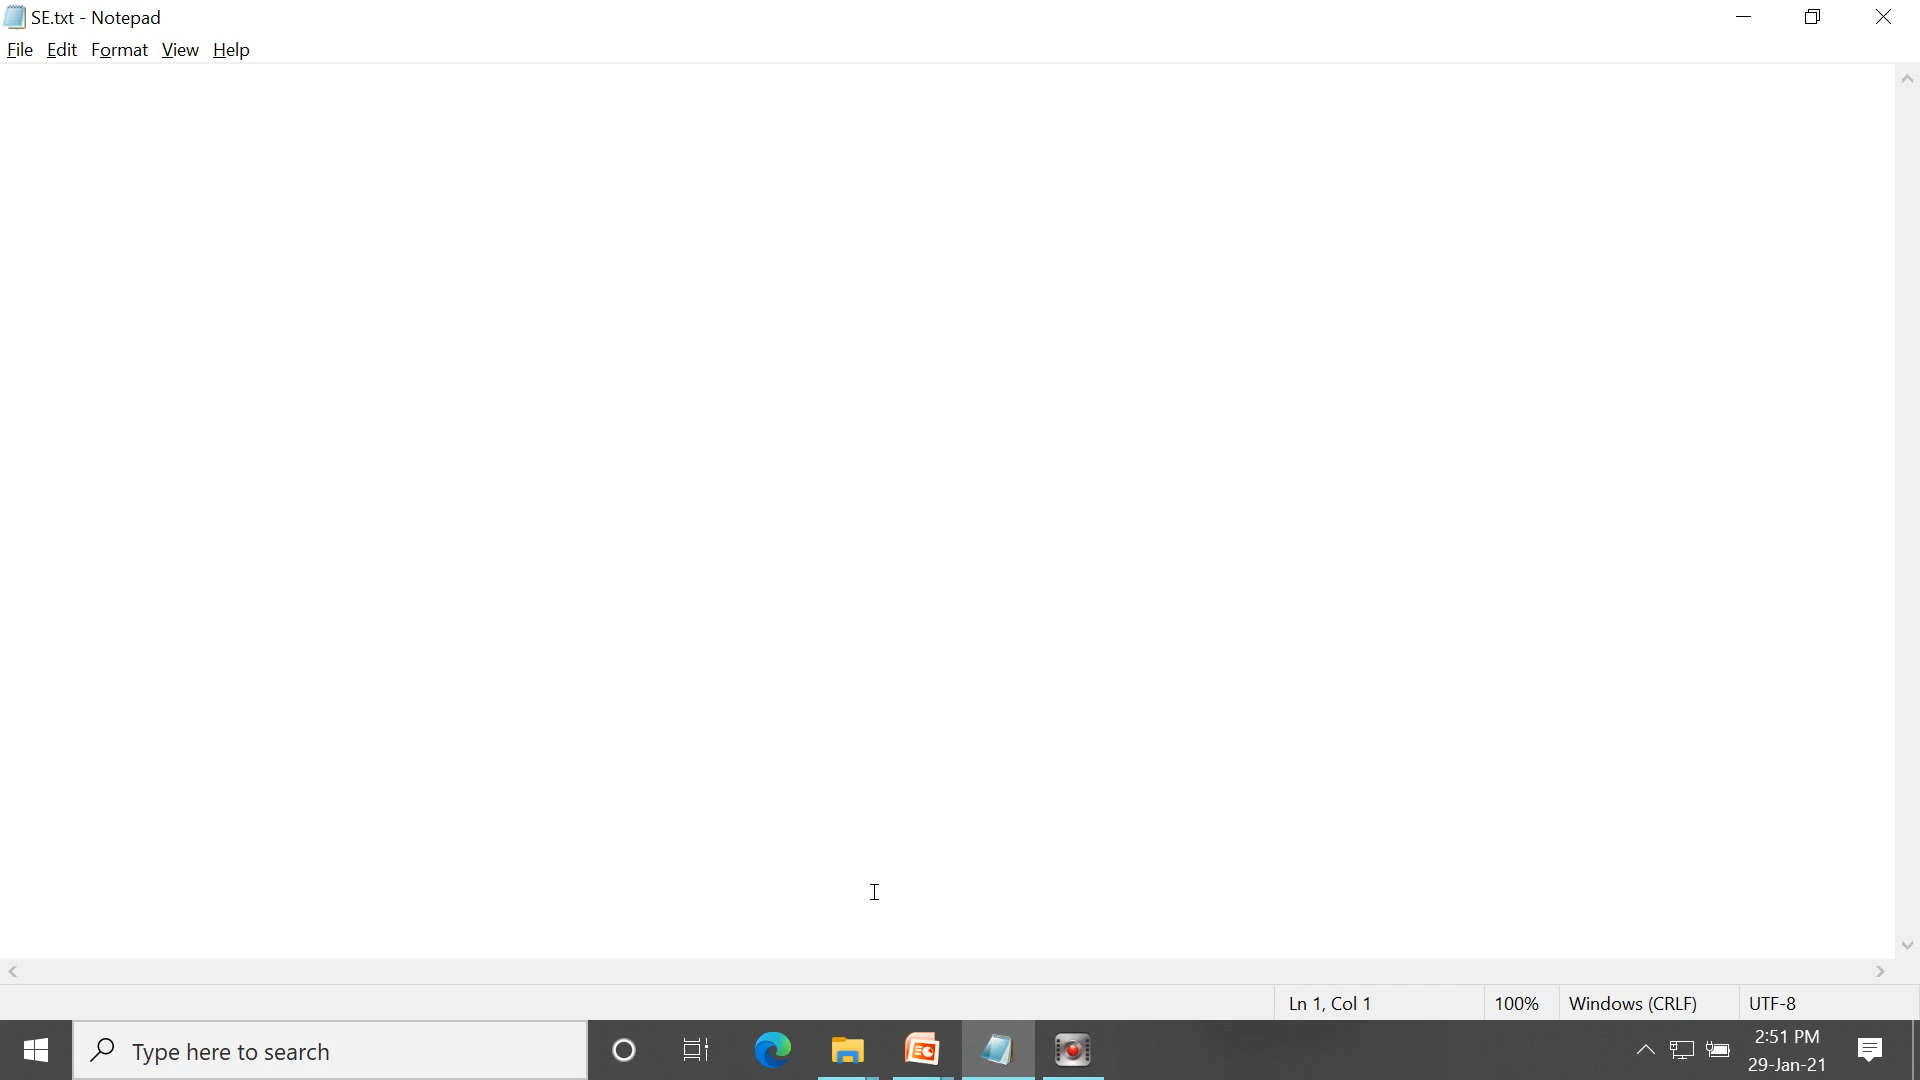 SE.txt - Notepad
File Edit Format View Help
Ln 1, Col 1 100% Windows (CRLF) UTF-8
Type here to search
2:51 PM
29-Jan-21